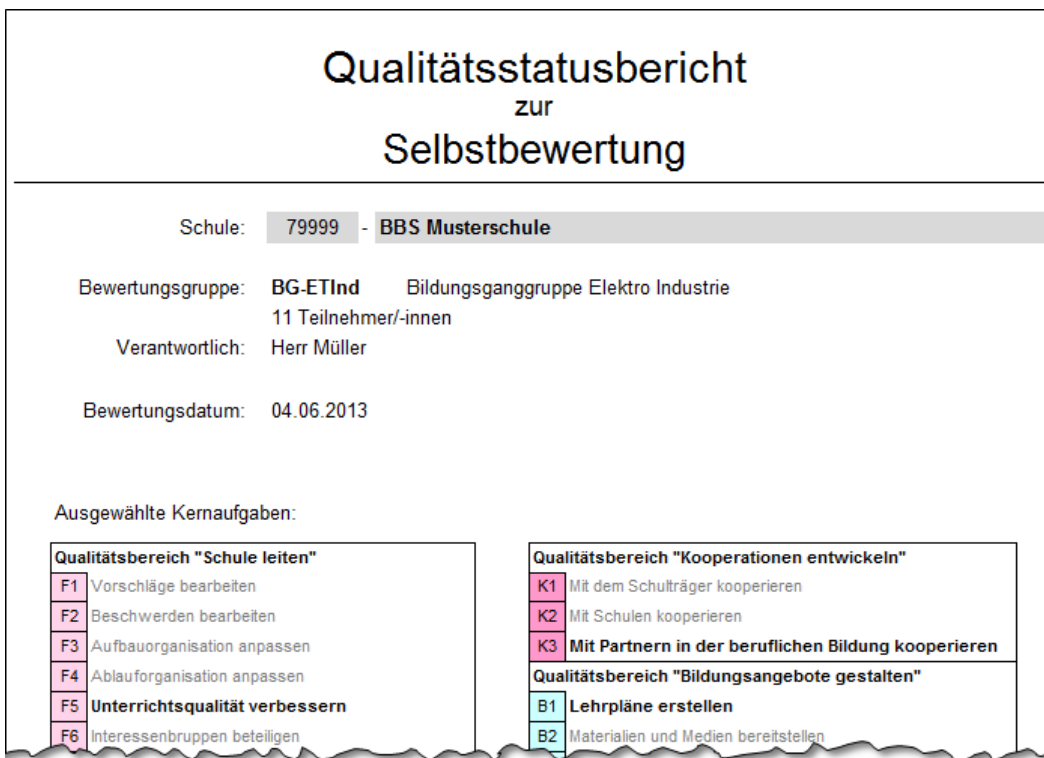 Qualitätsstatusbericht
zur
Selbstbewertung
Schule: 79999 - BBS Musterschule
Bewertungsgruppe: BG-ETInd Bildungsganggruppe Elektro Industrie
11 Teilnehmer/-innen
Verantwortlich: Herr Müller
Bewertungsdatum: 04.06.2013
Ausgewählte Kernaufgaben:
Qualitätsbereich "Schule leiten"
F1 Vorschläge bearbeiten
F2 Beschwerden bearbeiten
F3 Aufbauorganisation anpassen
F4 Ablauforganisation anpassen
F5 Unterrichtsqualität verbessern
F6 Interessenbruppen beteiligen
Qualitätsbereich "Kooperationen entwickeln"
K1 Mit dem Schulträger kooperieren
K2 Mit Schulen kooperieren
K3 Mit Partnern in der beruflichen Bildung kooperieren
Qualitätsbereich "Bildungsangebote gestalten"
B1 Lehrpläne erstellen
B2 Materialien und Medien bereitstellen